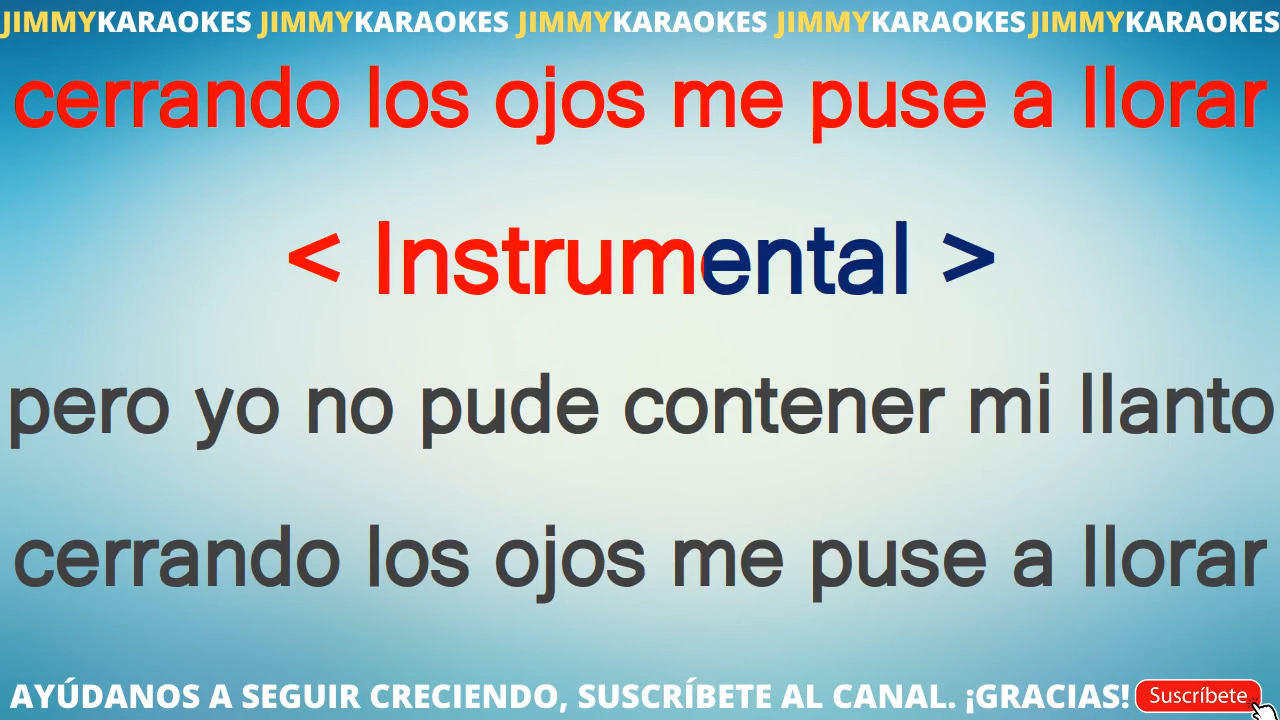 JIMMYKARAOKES JIMMYKARAOKES JIMMYKARAOKES JIMMYKARAOKES JIMMYKARAOKES
cerrando los ojos me puse a llorar
< Instrumental >
pero yo no pude contener mi llanto
cerrando los ojos me puse a llorar
AYÚDANOS A SEGUIR CRECIENDO, SUSCRÍBETE AL CANAL. ¡GRACIAS! Suscríbete